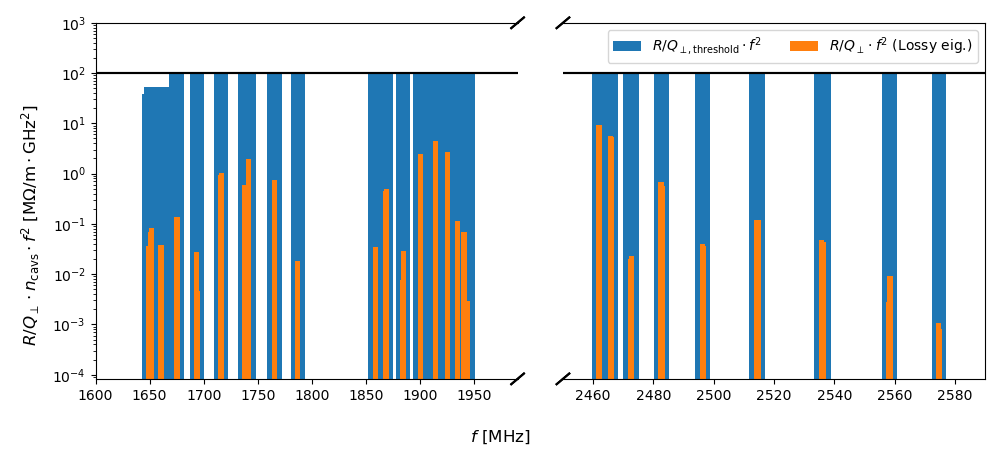 R/Q⊥,threshold · f²
R/Q⊥ · f² (Lossy eig.)
R/Q⊥ · n_cavs · f² [MΩ/m · GHz²]
10³
10²
10¹
10⁰
10⁻¹
10⁻²
10⁻³
10⁻⁴
1600 1650 1700 1750 1800 1850 1900 1950 2460 2480 2500 2520 2540 2560 2580
f [MHz]